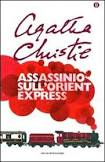 Agatha
Christie
ASSASSINIO
SULL'ORIENT
EXPRESS